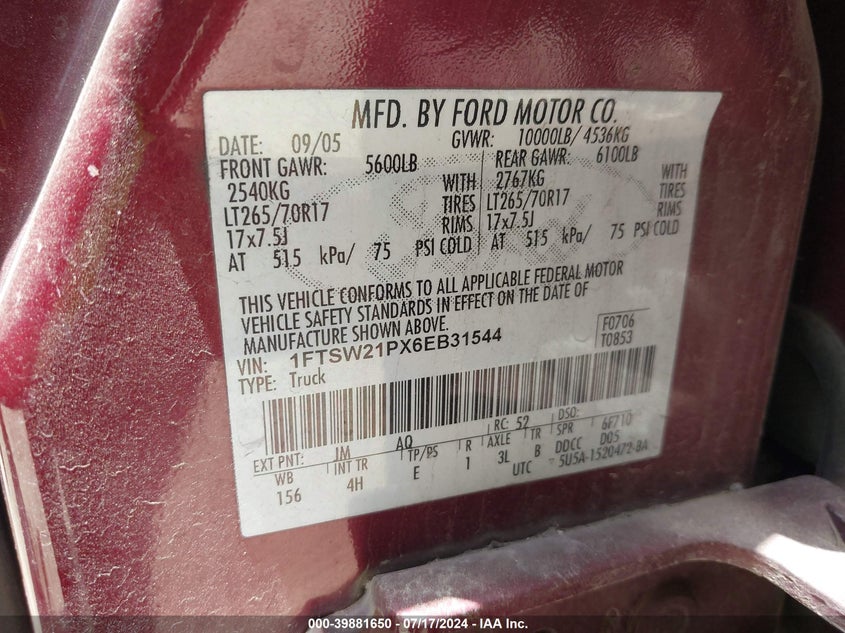 MFD. BY FORD MOTOR CO.
DATE: 09/05 GVWR: 10000LB/ 4536KG
FRONT GAWR: 5600LB REAR GAWR: 6100LB
2540KG WITH 2767KG WITH
LT265/70R17 TIRES LT265/70R17 TIRES
17x7.5J RIMS 17x7.5J RIMS
AT 515 kPa/ 75 PSI COLD AT 515 kPa/ 75 PSI COLD
THIS VEHICLE CONFORMS TO ALL APPLICABLE FEDERAL MOTOR
VEHICLE SAFETY STANDARDS IN EFFECT ON THE DATE OF
MANUFACTURE SHOWN ABOVE.
VIN: 1FTSW21PX6EB31544 F0706
TYPE: Truck T0853
EXT PNT: JM AQ RC: 52 DSO:
WB INT TR TP/PS R AXLE TR SPR 6F710
156 4H E 1 3L B DDCC D05
UTC 5U5A-1520472-BA
000-39881650 - 07/17/2024 - IAA Inc.